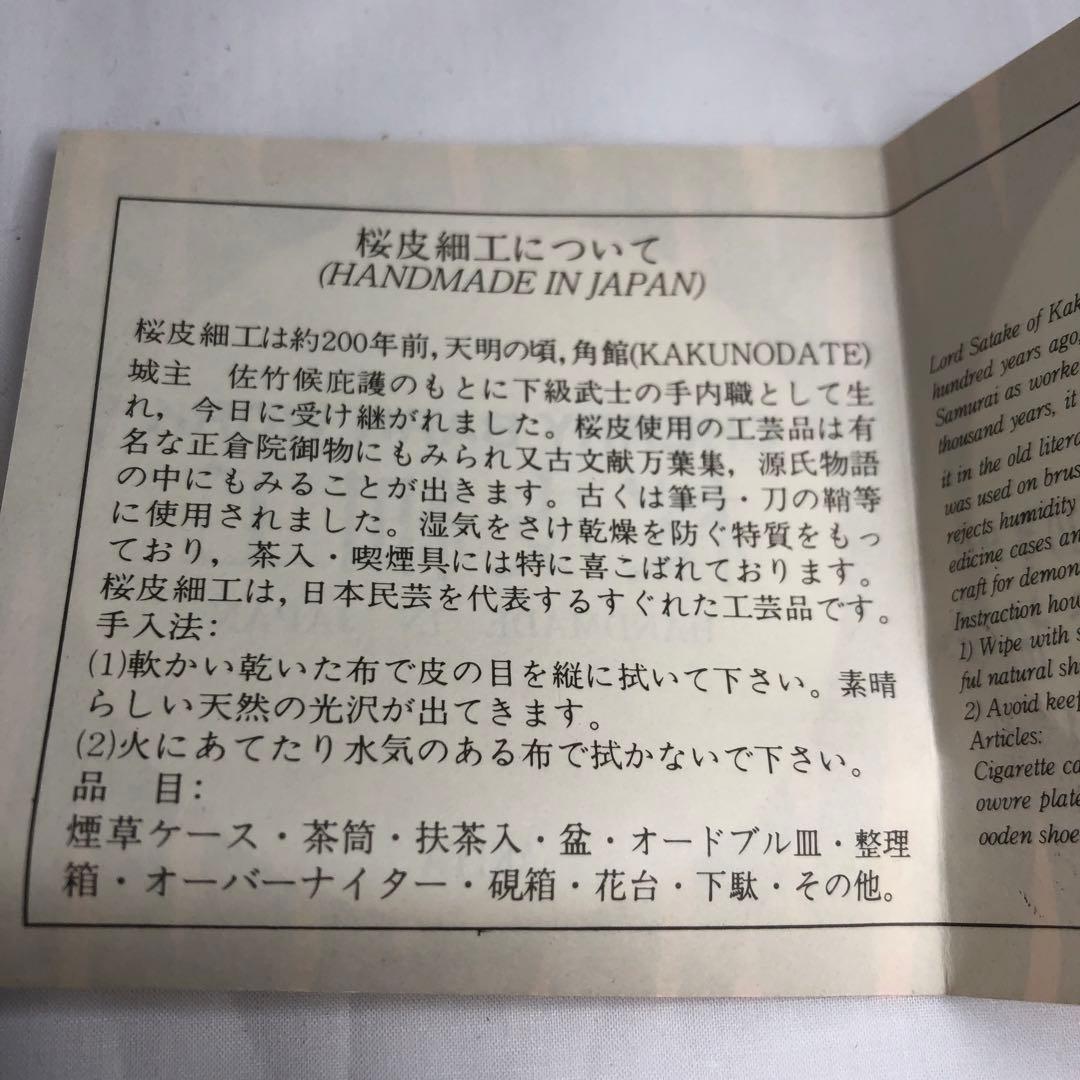 桜皮細工について
(HANDMADE IN JAPAN)
桜皮細工は約200年前,天明の頃,角館(KAKUNODATE)
城主　佐竹候庇護のもとに下級武士の手内職として生
れ，今日に受け継がれました。桜皮使用の工芸品は有
名な正倉院御物にもみられ又古文献万葉集，源氏物語
の中にもみることが出きます。古くは筆弓・刀の鞘等
に使用されました。湿気をさけ乾燥を防ぐ特質をもっ
ており，茶入・喫煙具には特に喜こばれております。
桜皮細工は,日本民芸を代表するすぐれた工芸品です。
手入法:
(1)軟かい乾いた布で皮の目を縦に拭いて下さい。素晴
らしい天然の光沢が出てきます。
(2)火にあてたり水気のある布で拭かないで下さい。
品　目:
煙草ケース・茶筒・扶茶入・盆・オードブル皿・整理
箱・オーバーナイター・硯箱・花台・下駄・その他。
Lord Satake of Kak
hundred years ago,
Samurai as worke
thousand years, it
it in the old litera
was used on brus
rejects humidity
edicine cases an
craft for demon
Instraction hou
1) Wipe with s
ful natural sh
2) Avoid keep
Articles:
Cigarette ca
owvre plate
ooden shoe